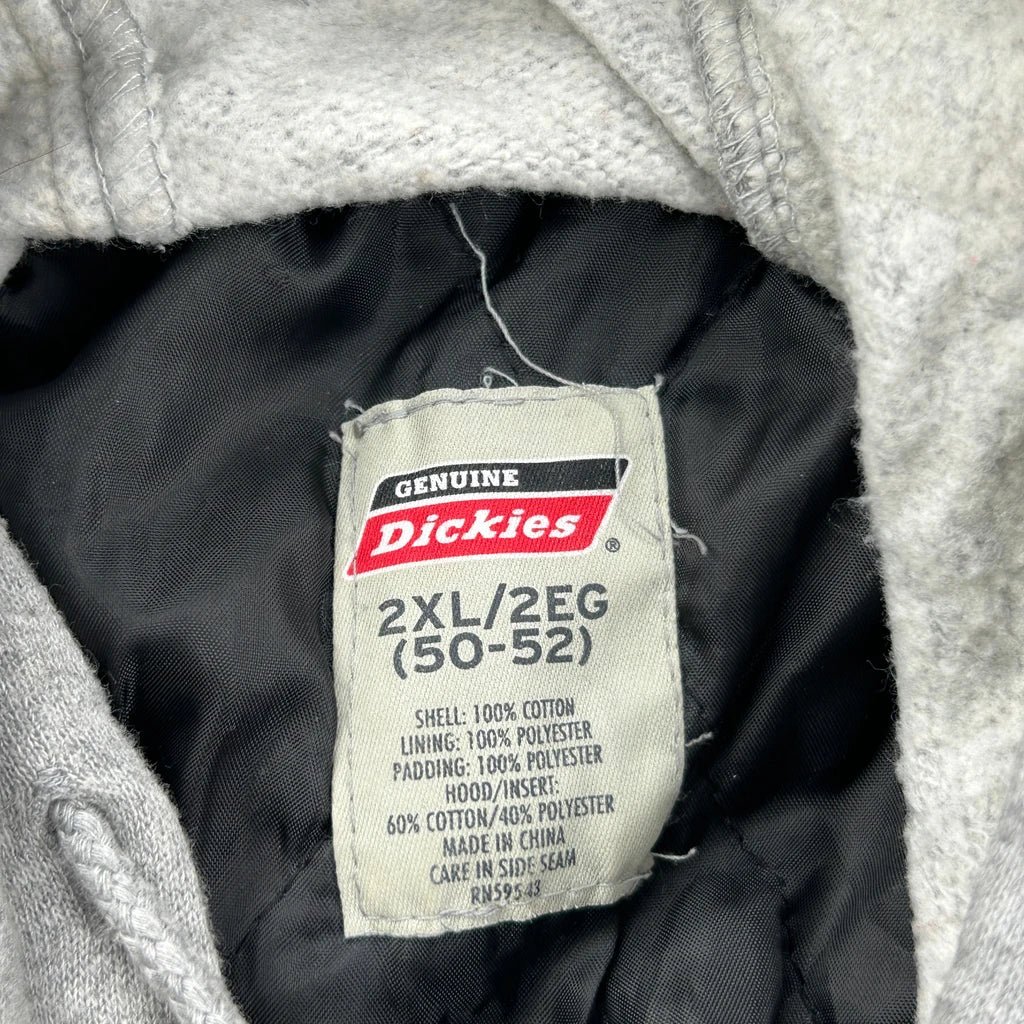 GENUINE
Dickies®
2XL/2EG
(50-52)
SHELL: 100% COTTON
LINING: 100% POLYESTER
PADDING: 100% POLYESTER
HOOD/INSERT:
60% COTTON/40% POLYESTER
MADE IN CHINA
CARE IN SIDE SEAM